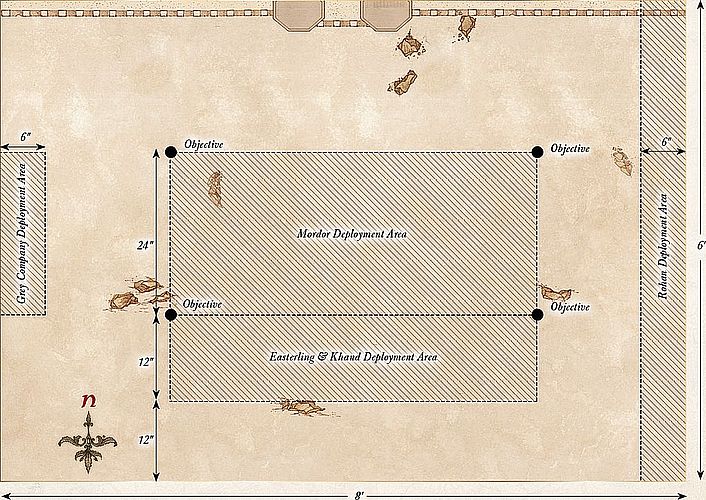 6"
Objective
Objective
6"
Grey Company Deployment Area
Mordor Deployment Area
Rohan Deployment Area
24"
6'
Objective
Objective
12"
Easterling & Khand Deployment Area
n
12"
8'